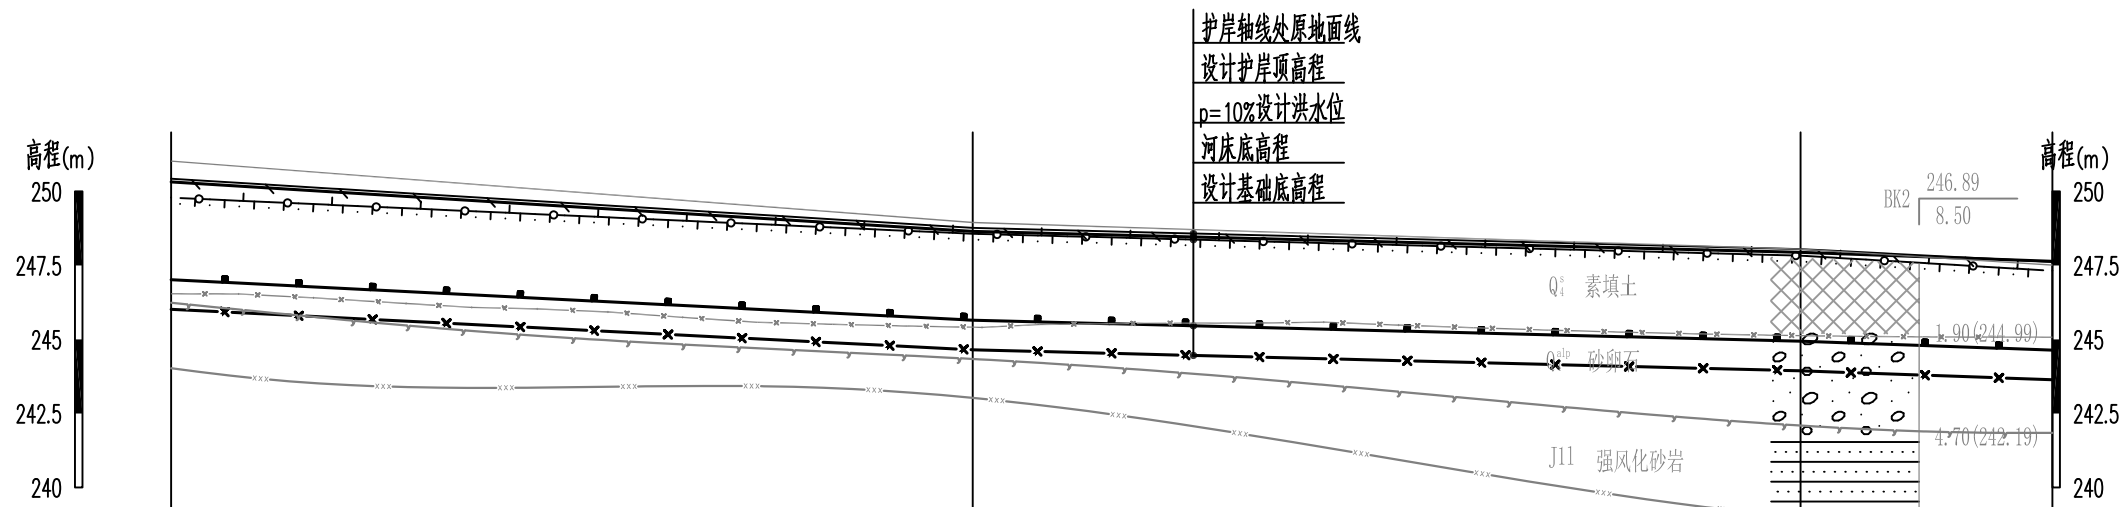 护岸轴线处原地面线
设计护岸顶高程
p=10%设计洪水位
河床底高程
设计基础底高程
高程(m)
250
247.5
245
242.5
240
高程(m)
250
247.5
245
242.5
240
BK2
246.89
8.50
Q₄ˢ 素填土
1.90(244.99)
Qᵃˡᵖ 砂卵石
4.70(242.19)
J1l 强风化砂岩